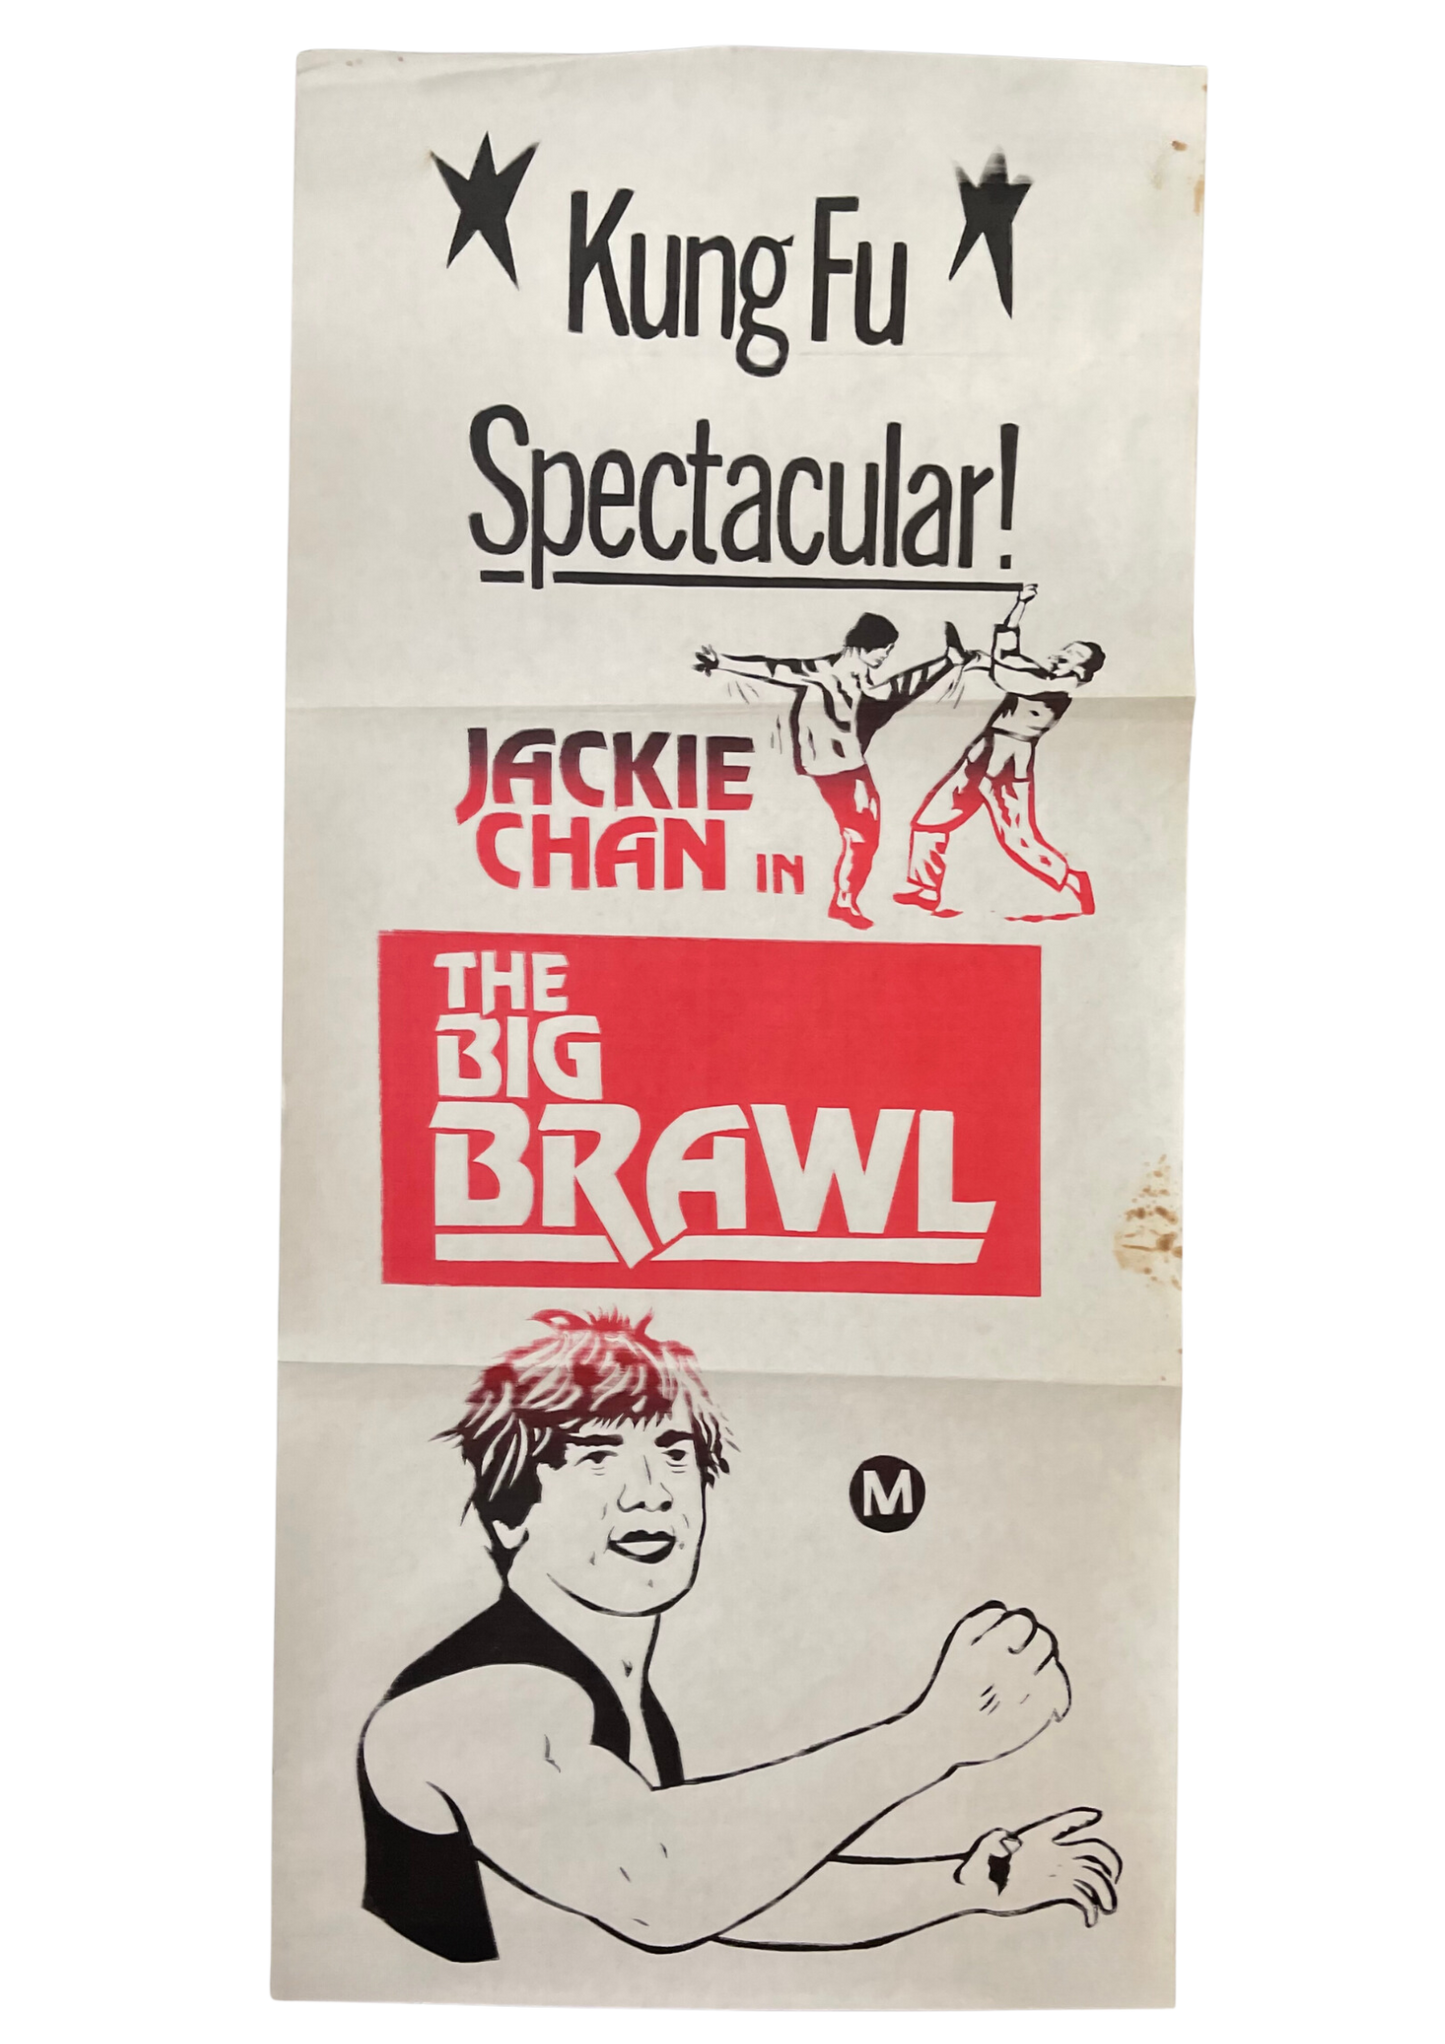 Kung Fu
Spectacular!
JACKIE
CHAN IN
THE
BIG
BRAWL
M